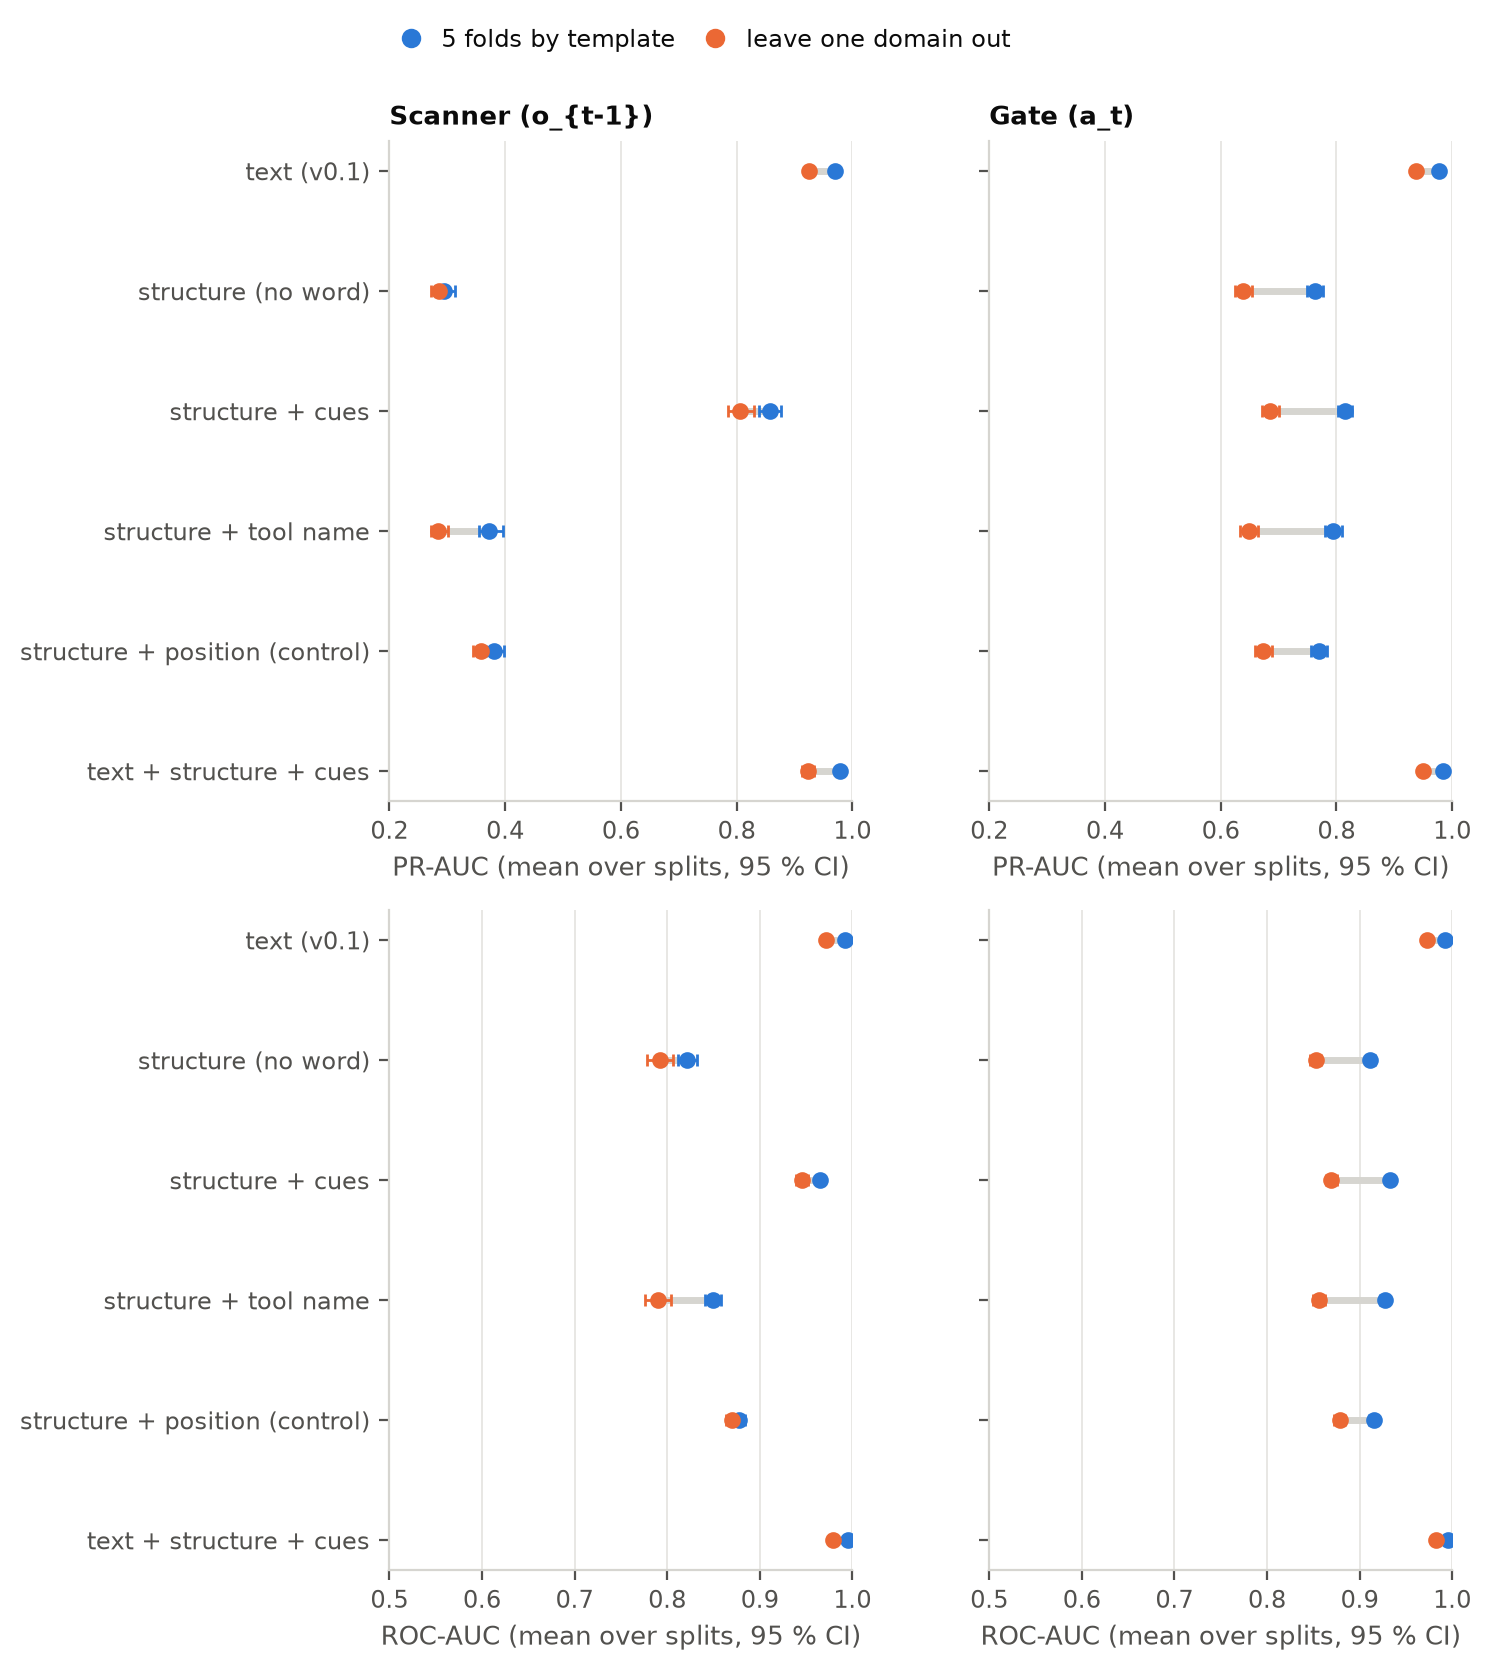 5 folds by template
leave one domain out
Scanner (o_{t-1})
Gate (a_t)
text (v0.1)
structure (no word)
structure + cues
structure + tool name
structure + position (control)
text + structure + cues
0.2 0.4 0.6 0.8 1.0
0.2 0.4 0.6 0.8 1.0
PR-AUC (mean over splits, 95 % CI)
PR-AUC (mean over splits, 95 % CI)
text (v0.1)
structure (no word)
structure + cues
structure + tool name
structure + position (control)
text + structure + cues
0.5 0.6 0.7 0.8 0.9 1.0
0.5 0.6 0.7 0.8 0.9 1.0
ROC-AUC (mean over splits, 95 % CI)
ROC-AUC (mean over splits, 95 % CI)